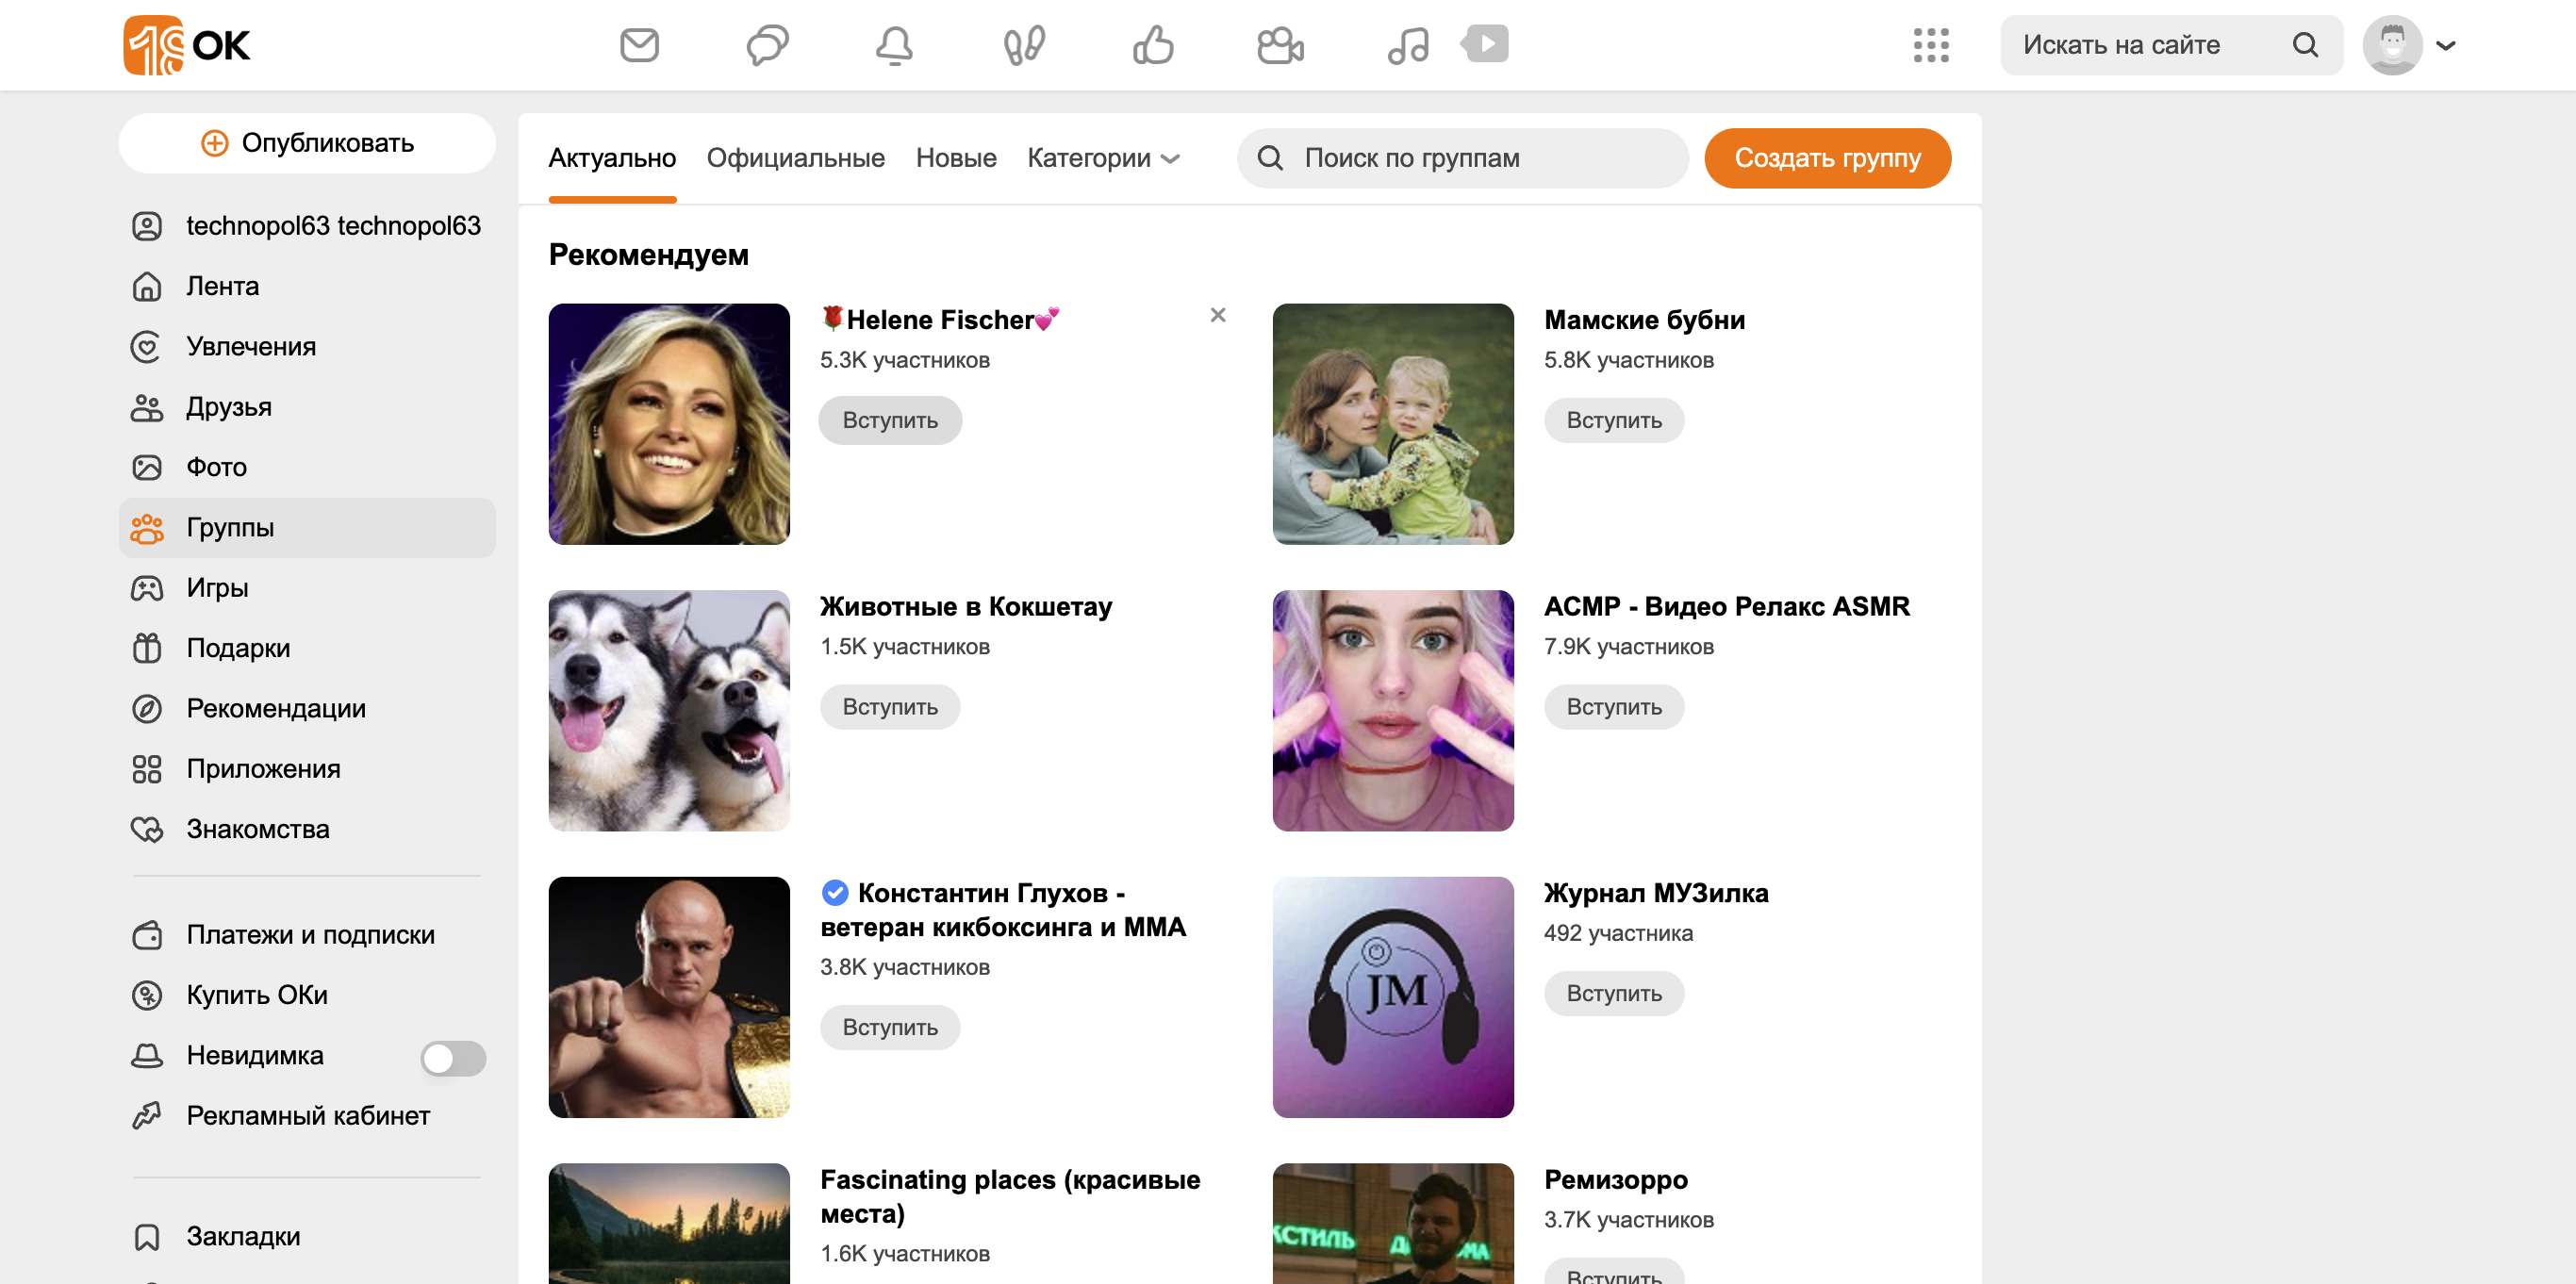 ОК
Искать на сайте
Опубликовать
technopol63 technopol63
Лента
Увлечения
Друзья
Фото
Группы
Игры
Подарки
Рекомендации
Приложения
Знакомства
Платежи и подписки
Купить ОКи
Невидимка
Рекламный кабинет
Закладки
Актуально
Официальные
Новые
Категории
Поиск по группам
Создать группу
Рекомендуем
🌹Helene Fischer💕
5.3K участников
Вступить
Мамские бубни
5.8K участников
Вступить
Животные в Кокшетау
1.5K участников
Вступить
АСМР - Видео Релакс ASMR
7.9K участников
Вступить
Константин Глухов -
ветеран кикбоксинга и ММА
3.8K участников
Вступить
JM
Журнал МУЗилка
492 участника
Вступить
Fascinating places (красивые
места)
1.6K участников
Ремизорро
3.7K участников
Вступить